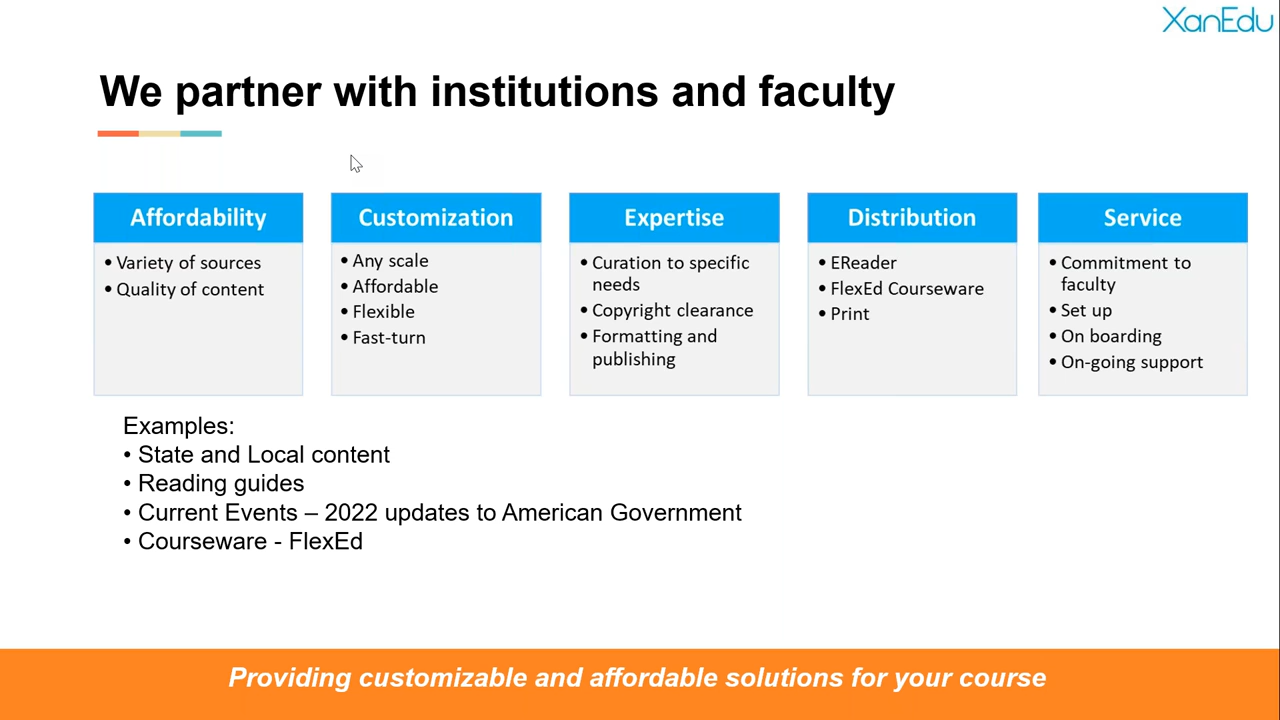 XanEdu
We partner with institutions and faculty
Affordability
• Variety of sources
• Quality of content
Customization
• Any scale
• Affordable
• Flexible
• Fast-turn
Expertise
• Curation to specific
needs
• Copyright clearance
• Formatting and
publishing
Distribution
• EReader
• FlexEd Courseware
• Print
Service
• Commitment to
faculty
• Set up
• On boarding
• On-going support
Examples:
• State and Local content
• Reading guides
• Current Events – 2022 updates to American Government
• Courseware - FlexEd
Providing customizable and affordable solutions for your course